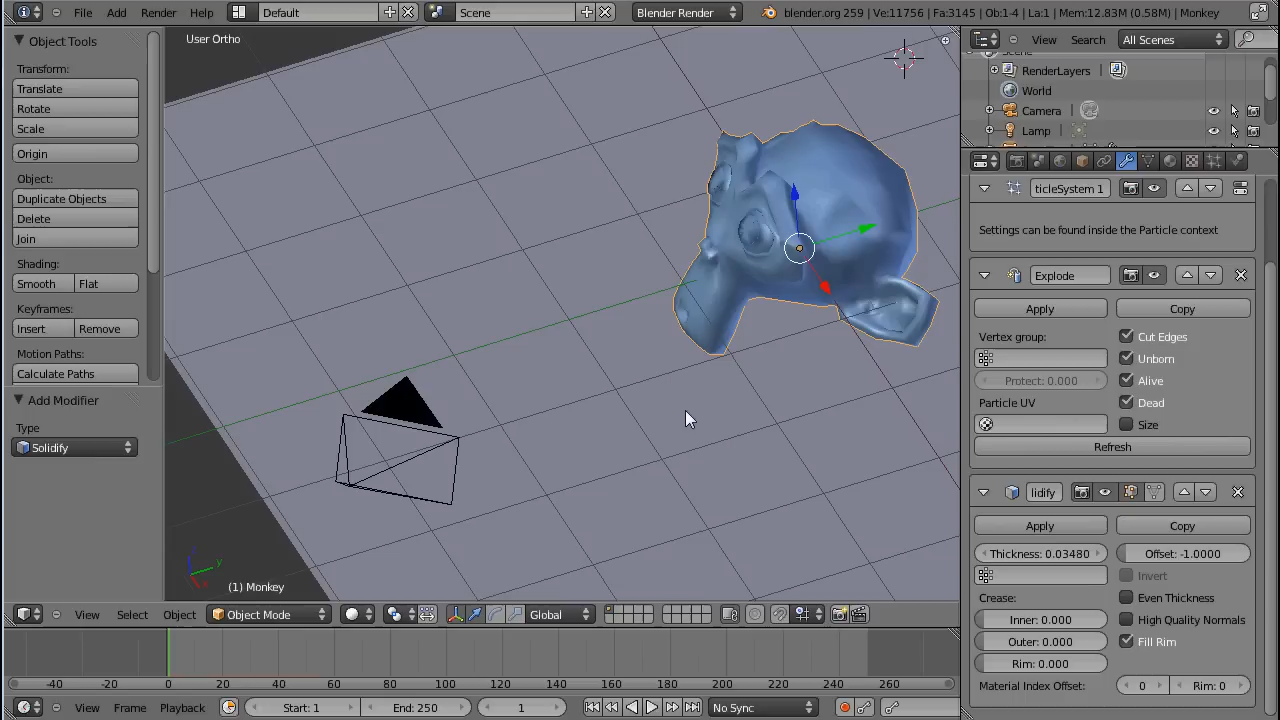 File Add Render Help Default Scene Blender Render blender.org 259 | Ve:11756 | Fa:3145 | Ob:1-4 | La:1 | Mem:12.83M (0.58M) | Monkey
Object Tools
Transform:
Translate
Rotate
Scale
Origin
Object:
Duplicate Objects
Delete
Join
Shading:
Smooth Flat
Keyframes:
Insert Remove
Motion Paths:
Calculate Paths
Add Modifier
Type
Solidify
User Ortho
(1) Monkey
View Select Object Object Mode Global
-40 -20 0 20 40 60 80 100 120 140 160 180 200 220 240 260
View Frame Playback Start: 1 End: 250 1 No Sync
View Search All Scenes
RenderLayers
World
Camera
Lamp
ticleSystem 1
Settings can be found inside the Particle context
Explode
Apply Copy
Vertex group: Cut Edges
Unborn
Protect: 0.000 Alive
Particle UV Dead
Size
Refresh
lidify
Apply Copy
Thickness: 0.03480 Offset: -1.0000
Invert
Crease: Even Thickness
Inner: 0.000 High Quality Normals
Outer: 0.000 Fill Rim
Rim: 0.000
Material Index Offset: 0 Rim: 0